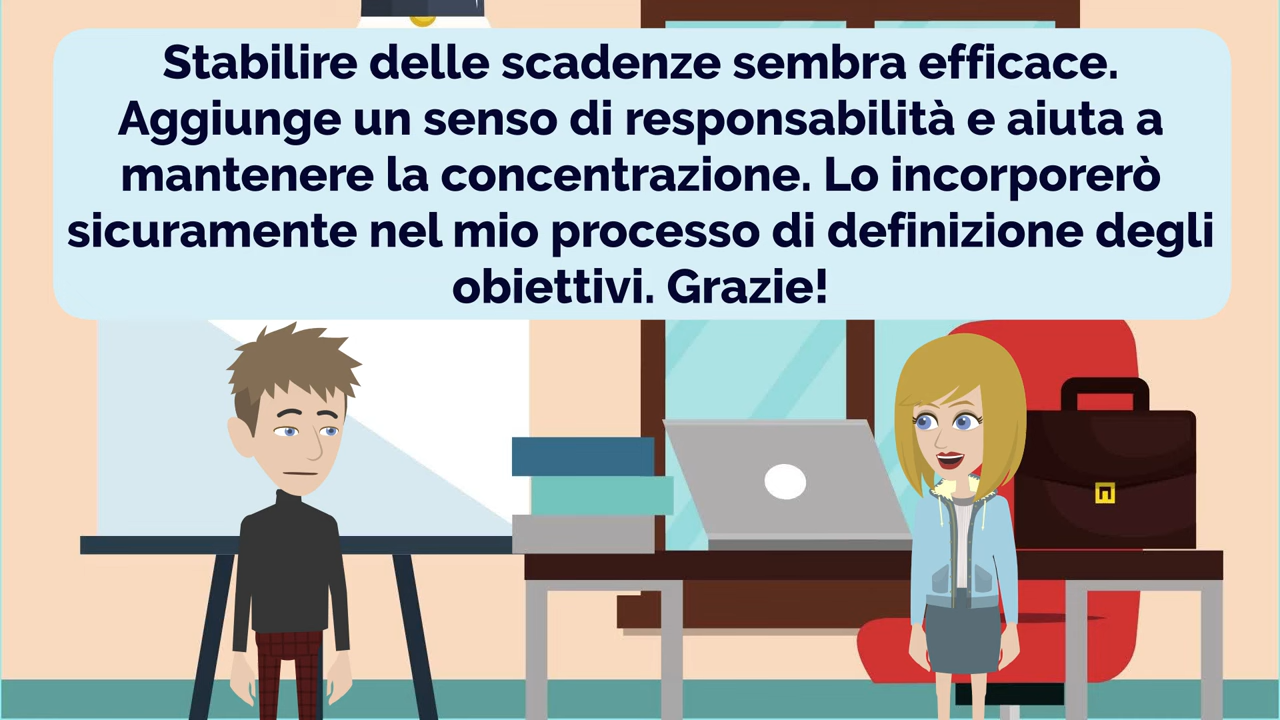 Stabilire delle scadenze sembra efficace.
Aggiunge un senso di responsabilità e aiuta a
mantenere la concentrazione. Lo incorporerò
sicuramente nel mio processo di definizione degli
obiettivi. Grazie!